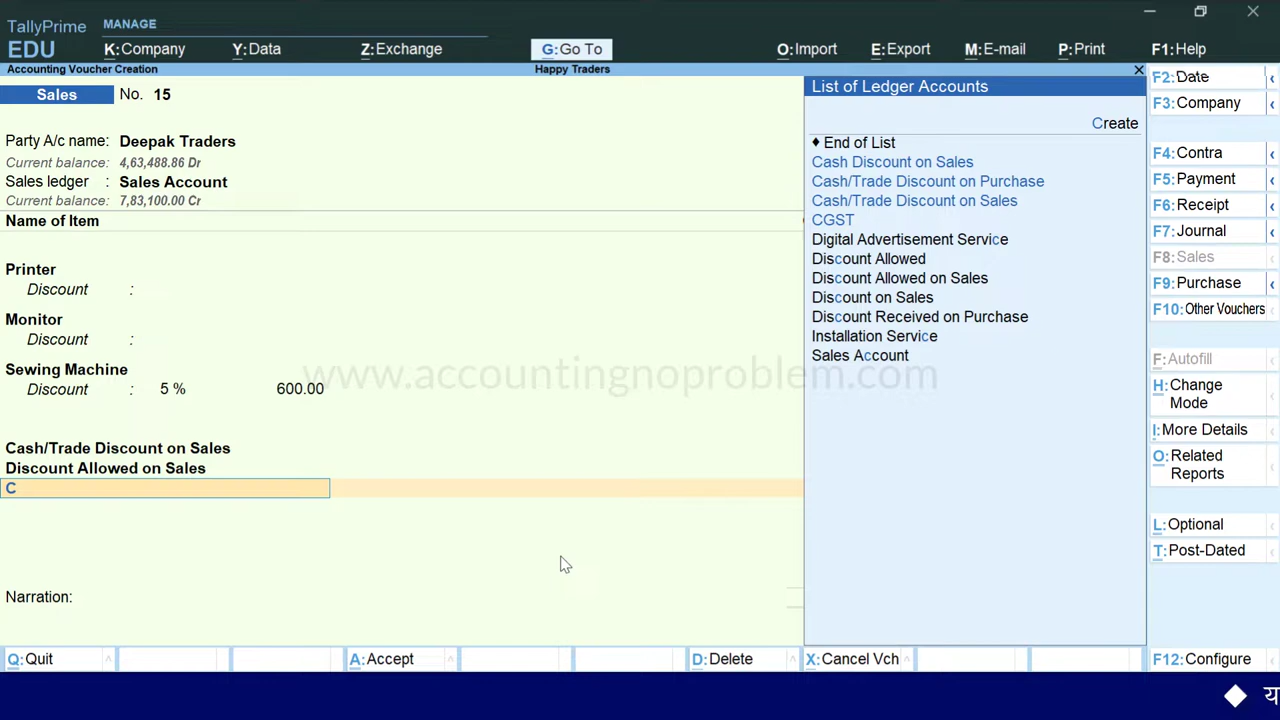 TallyPrime
EDU
MANAGE
K:Company
Y:Data
Z:Exchange
G:Go To
O:Import
E:Export
M:E-mail
P:Print
F1:Help
Accounting Voucher Creation
Happy Traders
Sales No. 15
Party A/c name: Deepak Traders
Current balance: 4,63,488.86 Dr
Sales ledger : Sales Account
Current balance: 7,83,100.00 Cr
Name of Item
Printer
Discount :
Monitor
Discount :
Sewing Machine
Discount : 5 % 600.00
Cash/Trade Discount on Sales
Discount Allowed on Sales
C
Narration:
www.accountingnoproblem.com
List of Ledger Accounts
Create
♦ End of List
Cash Discount on Sales
Cash/Trade Discount on Purchase
Cash/Trade Discount on Sales
CGST
Digital Advertisement Service
Discount Allowed
Discount Allowed on Sales
Discount on Sales
Discount Received on Purchase
Installation Service
Sales Account
F2:Date
F3:Company
F4:Contra
F5:Payment
F6:Receipt
F7:Journal
F8:Sales
F9:Purchase
F10:Other Vouchers
F:Autofill
H:Change
Mode
I:More Details
O:Related
Reports
L:Optional
T:Post-Dated
Q:Quit
A:Accept
D:Delete
X:Cancel Vch
F12:Configure